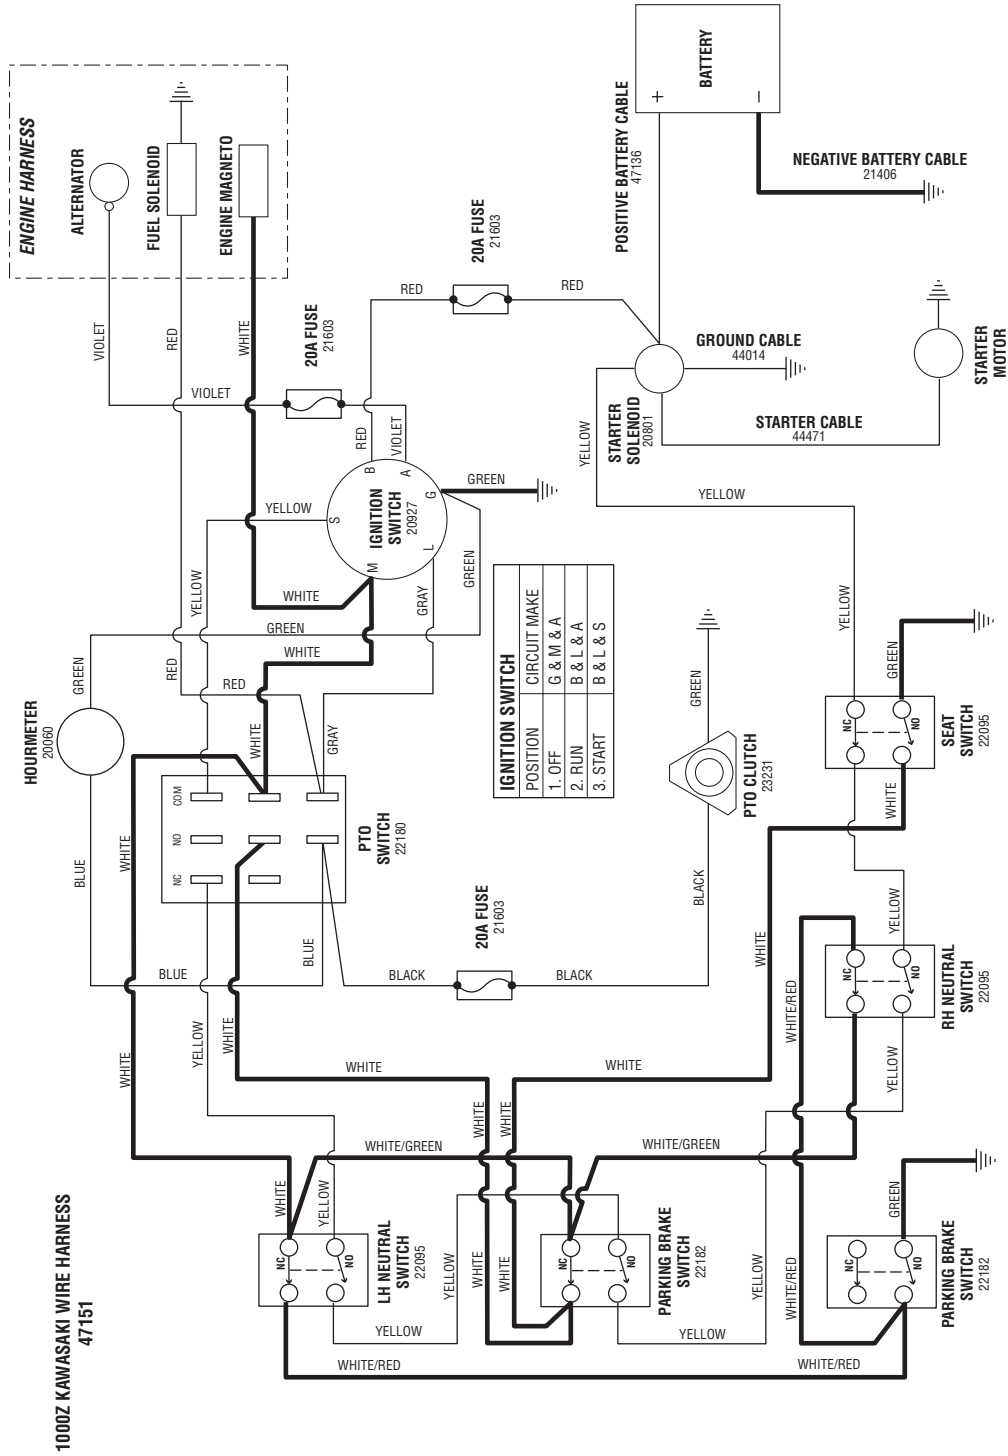 1000Z KAWASAKI WIRE HARNESS
47151
ENGINE HARNESS
ALTERNATOR
FUEL SOLENOID
ENGINE MAGNETO
VIOLET
RED
WHITE
VIOLET
20A FUSE
21603
RED
VIOLET
RED
20A FUSE
21603
RED
POSITIVE BATTERY CABLE
47136
+
–
BATTERY
NEGATIVE BATTERY CABLE
21406
GROUND CABLE
44014
STARTER
SOLENOID
20801
STARTER CABLE
44471
STARTER
MOTOR
YELLOW
YELLOW
YELLOW
B
A
G
S
M
L
IGNITION
SWITCH
20927
GREEN
YELLOW
YELLOW
WHITE
GREEN
GREEN
GREEN
WHITE
GRAY
RED
RED
WHITE
GRAY
HOURMETER
20060
BLUE
BLUE
BLUE
COM
NO
NC
PTO
SWITCH
22180
IGNITION SWITCH
POSITION CIRCUIT MAKE
1. OFF G & M & A
2. RUN B & L & A
3. START B & L & S
GREEN
PTO CLUTCH
23231
BLACK
20A FUSE
21603
BLACK
BLACK
GREEN
NC
NO
SEAT
SWITCH
22095
WHITE
WHITE
YELLOW
NC
NO
RH NEUTRAL
SWITCH
22095
WHITE/RED
YELLOW
WHITE
WHITE
YELLOW
WHITE
WHITE
WHITE
WHITE
WHITE
WHITE/GREEN
WHITE/GREEN
WHITE
YELLOW
NC
NO
LH NEUTRAL
SWITCH
22095
YELLOW
YELLOW
WHITE
WHITE
NC
NO
PARKING BRAKE
SWITCH
22182
YELLOW
YELLOW
WHITE/RED
GREEN
NC
NO
PARKING BRAKE
SWITCH
22182
WHITE/RED
WHITE/RED